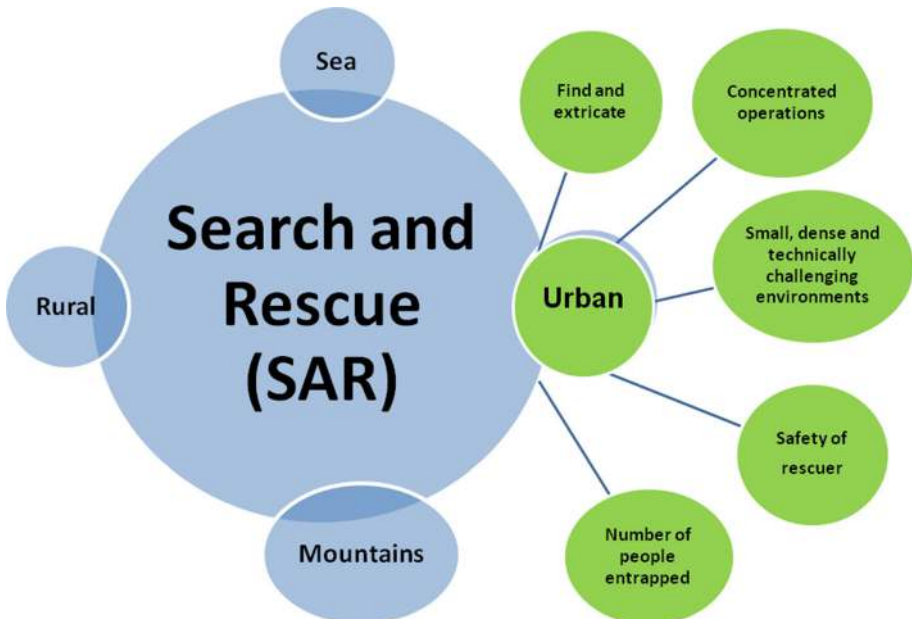 Sea
Rural
Search and
Rescue
(SAR)
Mountains
Urban
Find and
extricate
Concentrated
operations
Small, dense and
technically
challenging
environments
Safety of
rescuer
Number of
people
entrapped